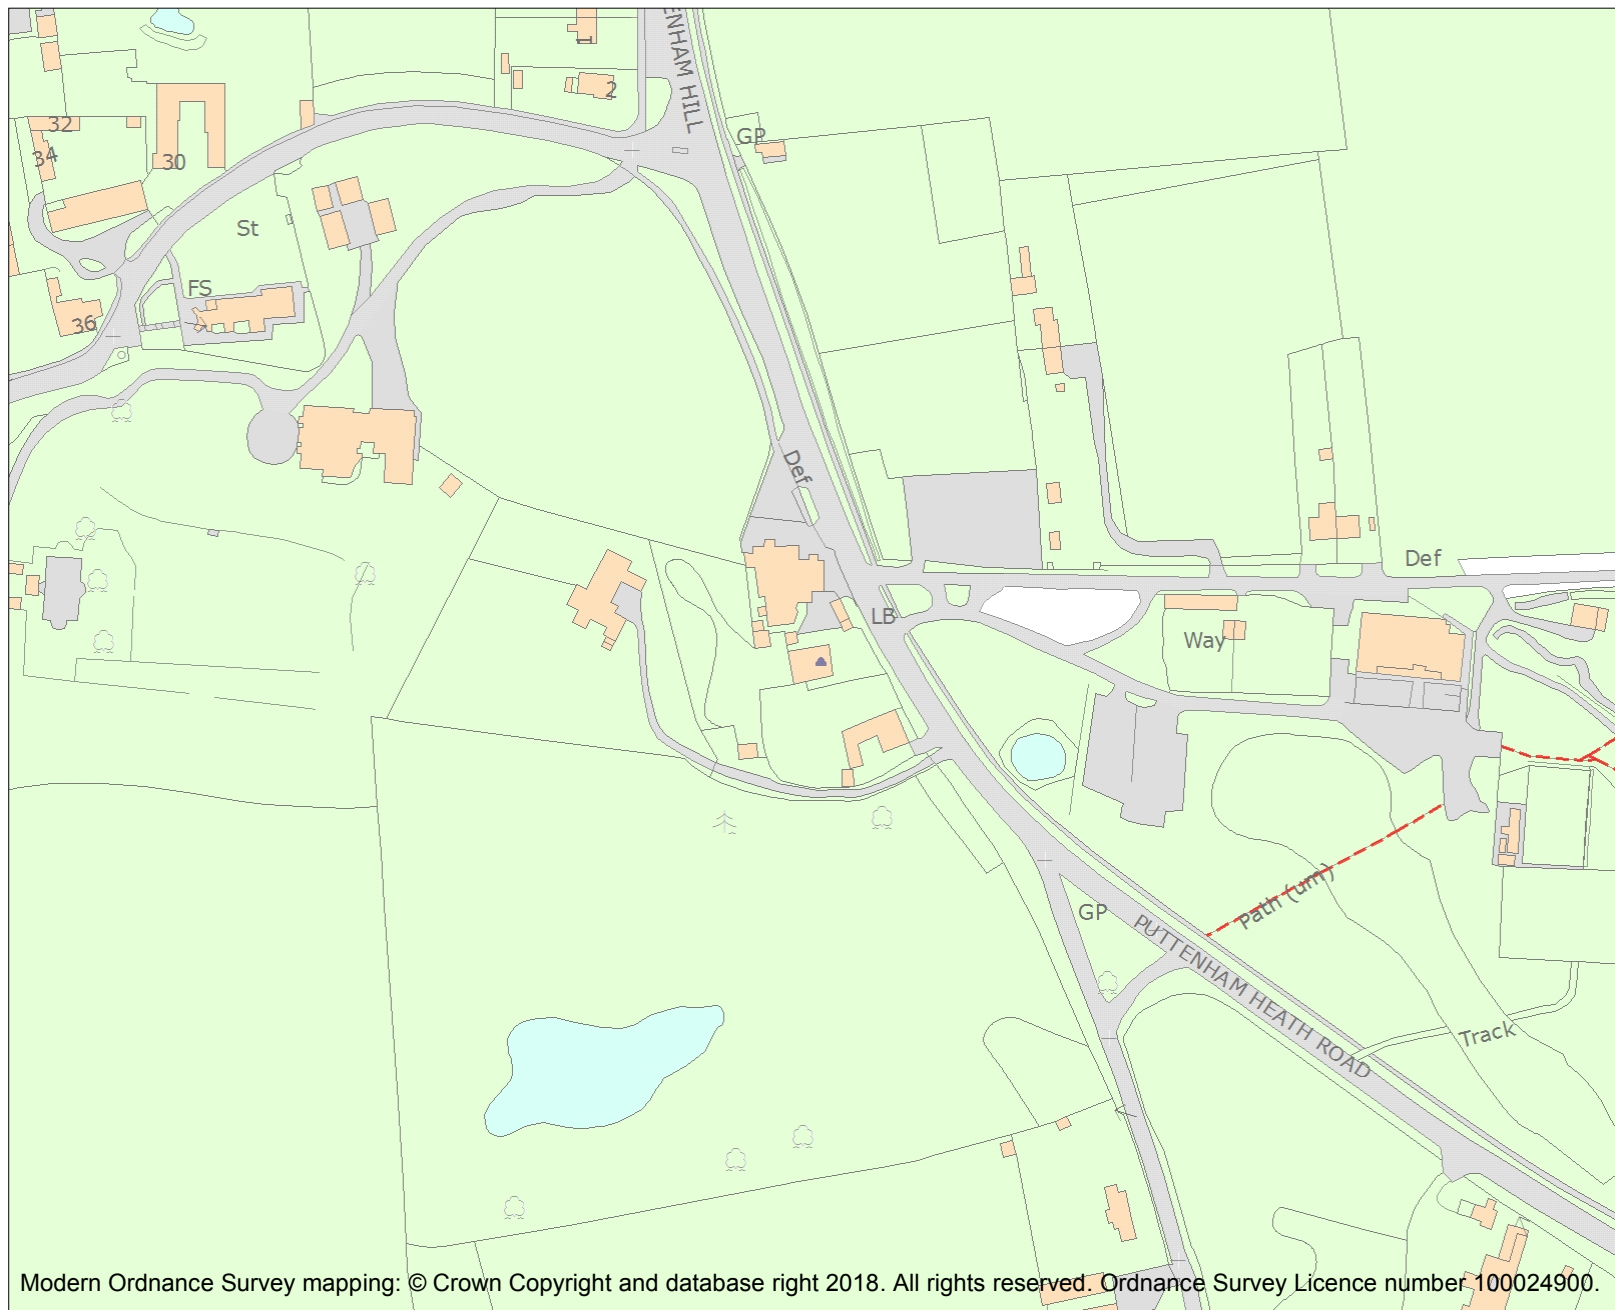 ENHAM HILL
1
2
GP
32
34
30
St
FS
36
Def
Def
LB
Way
Path (um)
GP
PUTTENHAM HEATH ROAD
Track
Modern Ordnance Survey mapping: © Crown Copyright and database right 2018. All rights reserved. Ordnance Survey Licence number 100024900.